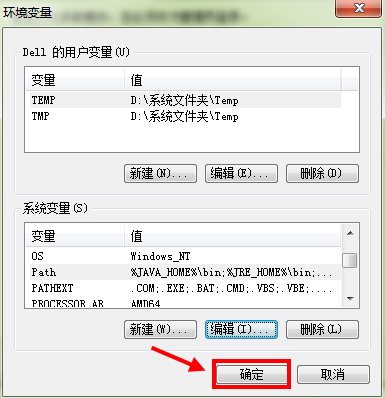 环境变量
Dell 的用户变量(U)
变量 值
TEMP D:\系统文件夹\Temp
TMP D:\系统文件夹\Temp
新建(N)... 编辑(E)... 删除(D)
系统变量(S)
变量 值
OS Windows_NT
Path %JAVA_HOME%\bin;%JRE_HOME%\bin;...
PATHEXT .COM;.EXE;.BAT;.CMD;.VBS;.VBE;....
PROCESSOR_AR AMD64
新建(W)... 编辑(I)... 删除(L)
确定 取消